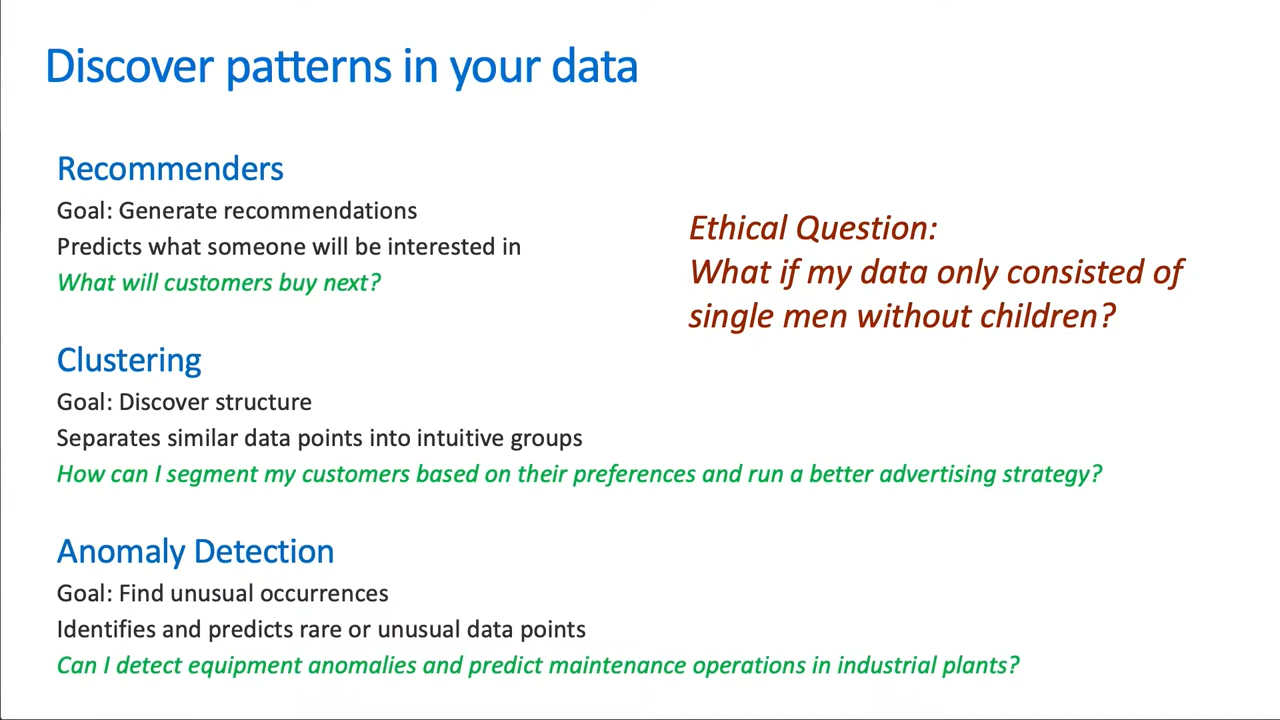 Discover patterns in your data
Recommenders
Goal: Generate recommendations
Predicts what someone will be interested in
What will customers buy next?
Ethical Question:
What if my data only consisted of
single men without children?
Clustering
Goal: Discover structure
Separates similar data points into intuitive groups
How can I segment my customers based on their preferences and run a better advertising strategy?
Anomaly Detection
Goal: Find unusual occurrences
Identifies and predicts rare or unusual data points
Can I detect equipment anomalies and predict maintenance operations in industrial plants?